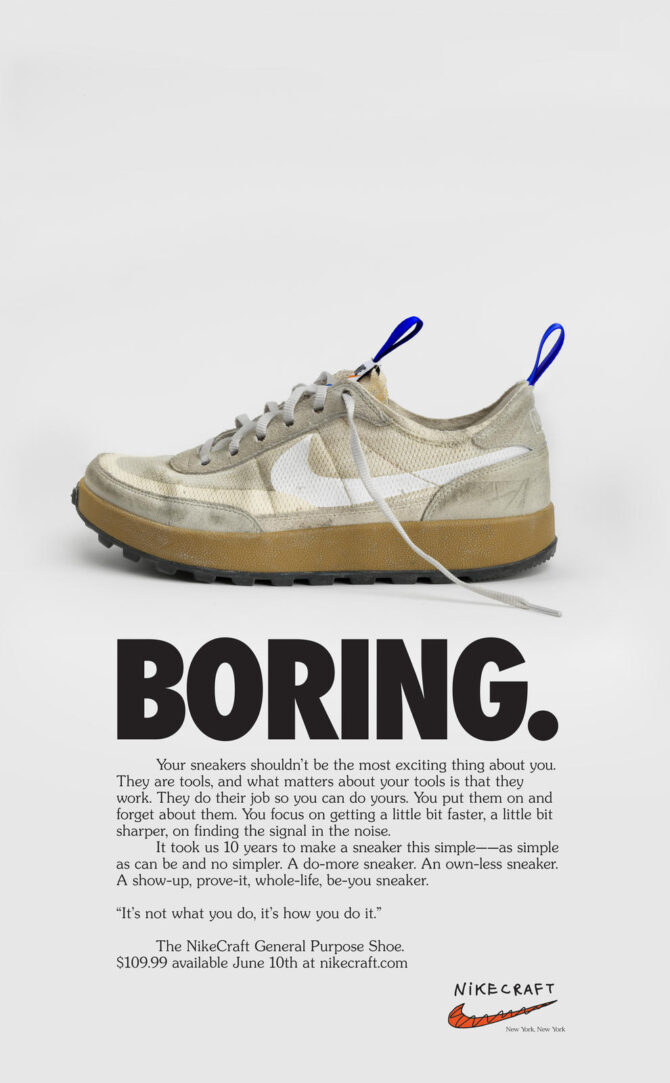 BORING.
Your sneakers shouldn't be the most exciting thing about you.
They are tools, and what matters about your tools is that they
work. They do their job so you can do yours. You put them on and
forget about them. You focus on getting a little bit faster, a little bit
sharper, on finding the signal in the noise.
It took us 10 years to make a sneaker this simple——as simple
as can be and no simpler. A do-more sneaker. An own-less sneaker.
A show-up, prove-it, whole-life, be-you sneaker.
“It's not what you do, it's how you do it.”
The NikeCraft General Purpose Shoe.
$109.99 available June 10th at nikecraft.com
NiKECRAFT
New York, New York